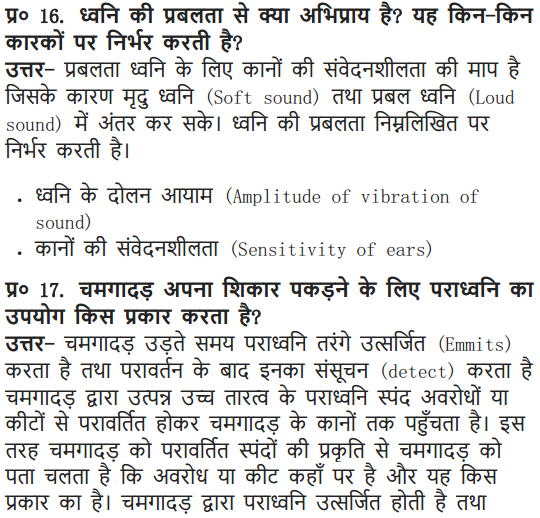 प्र० 16. ध्वनि की प्रबलता से क्या अभिप्राय है? यह किन-किन
कारकों पर निर्भर करती है?
उत्तर- प्रबलता ध्वनि के लिए कानों की संवेदनशीलता की माप है
जिसके कारण मृदु ध्वनि (Soft sound) तथा प्रबल ध्वनि (Loud
sound) में अंतर कर सके। ध्वनि की प्रबलता निम्नलिखित पर
निर्भर करती है।
. ध्वनि के दोलन आयाम (Amplitude of vibration of
sound)
. कानों की संवेदनशीलता (Sensitivity of ears)
प्र० 17. चमगादड़ अपना शिकार पकड़ने के लिए पराध्वनि का
उपयोग किस प्रकार करता है?
उत्तर- चमगादड़ उड़ते समय पराध्वनि तरंगे उत्सर्जित (Emmits)
करता है तथा परावर्तन के बाद इनका संसूचन (detect) करता है
चमगादड़ द्वारा उत्पन्न उच्च तारत्व के पराध्वनि स्पंद अवरोधों या
कीटों से परावर्तित होकर चमगादड़ के कानों तक पहुँचता है। इस
तरह चमगादड़ को परावर्तित स्पंदों की प्रकृति से चमगादड़ को
पता चलता है कि अवरोध या कीट कहाँ पर है और यह किस
प्रकार का है। चमगादड़ द्वारा पराध्वनि उत्सर्जित होती है तथा